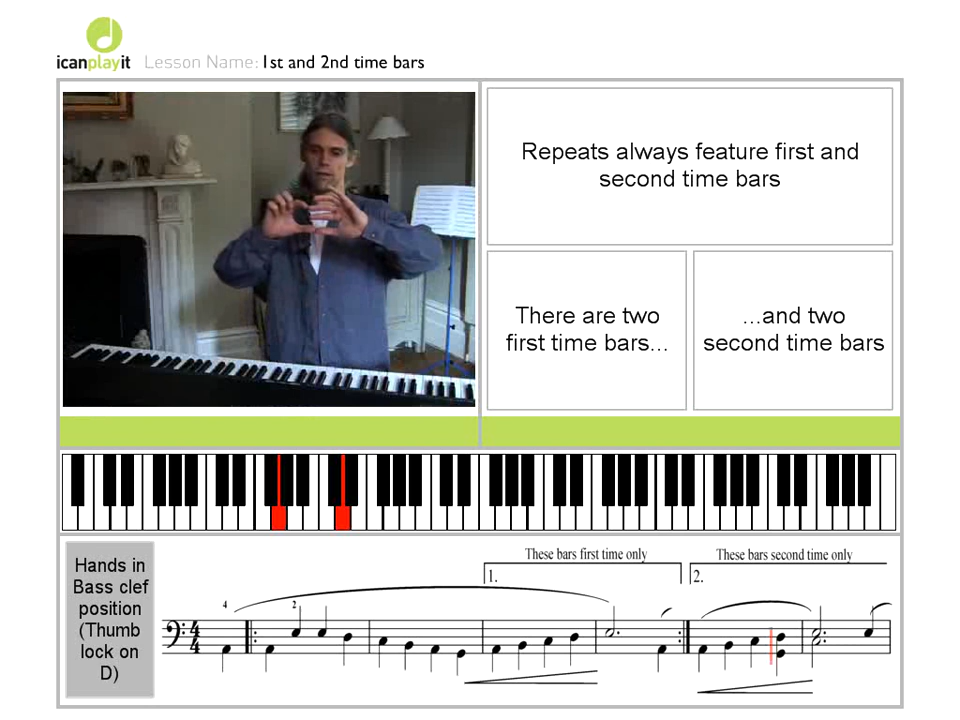 icanplayit Lesson Name: 1st and 2nd time bars
Repeats always feature first and
second time bars
There are two
first time bars...
...and two
second time bars
Hands in
Bass clef
position
(Thumb
lock on
D)
These bars first time only
These bars second time only
1.
2.
4
2
4
4